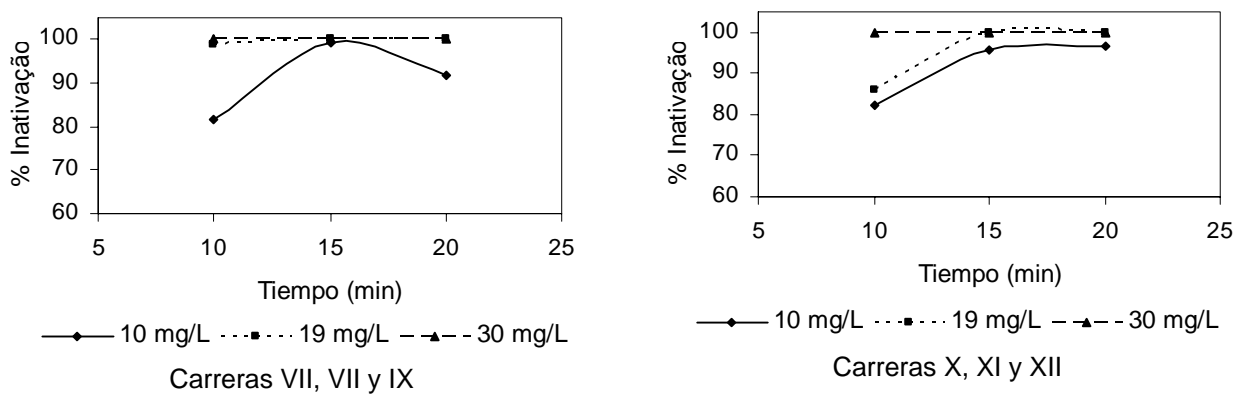 % Inativação
100
90
80
70
60
5
10
15
20
25
Tiempo (min)
10 mg/L
19 mg/L
30 mg/L
Carreras VII, VII y IX
% Inativação
100
90
80
70
60
5
10
15
20
25
Tiempo (min)
10 mg/L
19 mg/L
30 mg/L
Carreras X, XI y XII